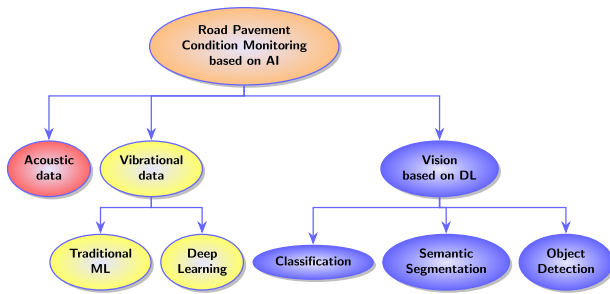 Road Pavement
Condition Monitoring
based on AI
Acoustic
data
Vibrational
data
Vision
based on DL
Traditional
ML
Deep
Learning
Classification
Semantic
Segmentation
Object
Detection